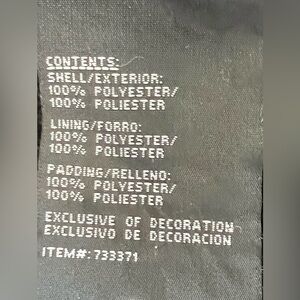 CONTENTS:
SHELL/EXTERIOR:
100% POLYESTER/
100% POLIESTER
LINING/FORRO:
100% POLYESTER/
100% POLIESTER
PADDING/RELLENO:
100% POLYESTER/
100% POLIESTER
EXCLUSIVE OF DECORATION
EXCLUSIVO DE DECORACION
ITEM#: 733371